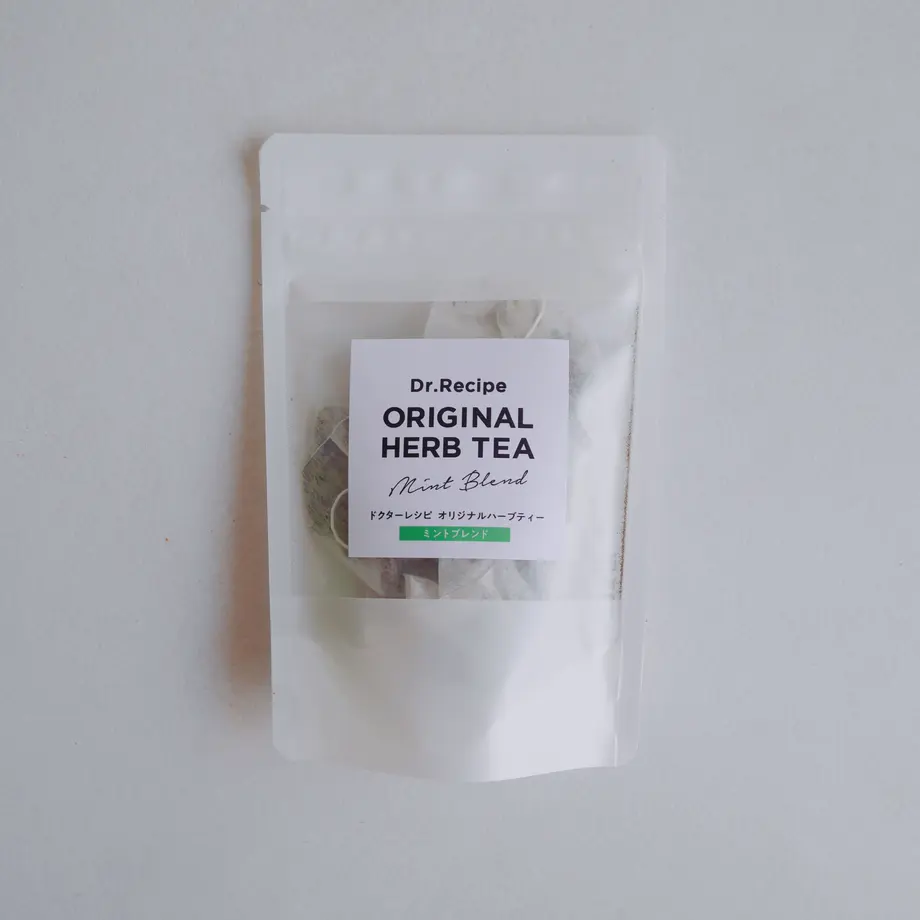 Dr.Recipe
ORIGINAL
HERB TEA
Mint Blend
ドクターレシピ オリジナルハーブティー
ミントブレンド